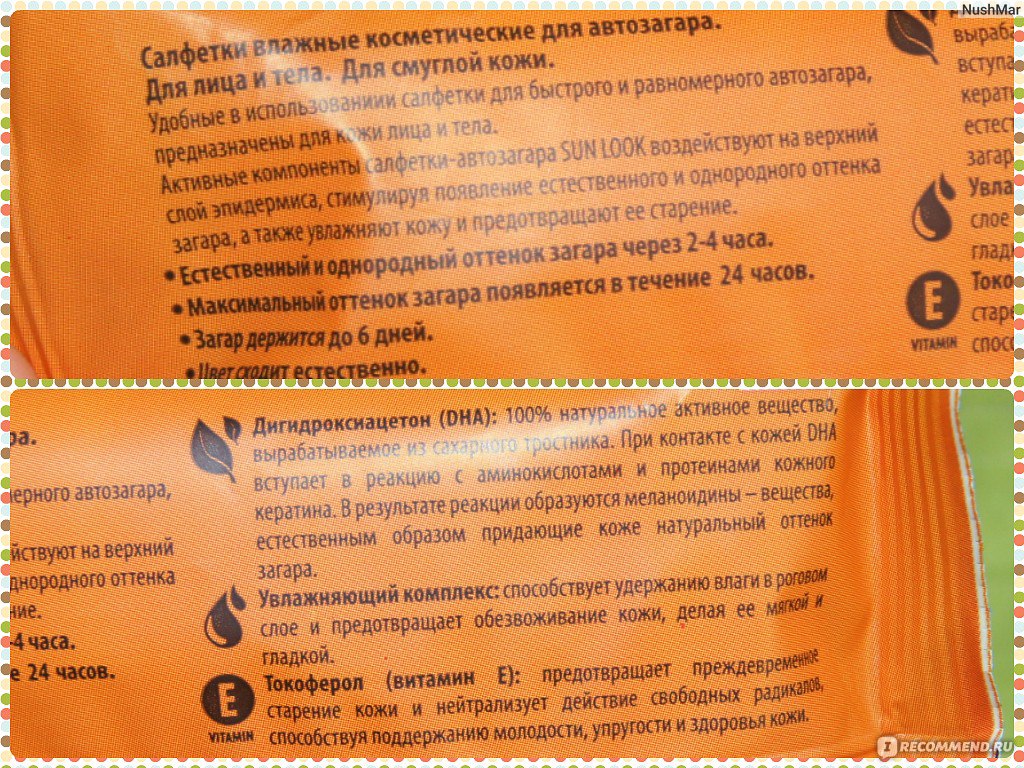 NushMar
Салфетки влажные косметические для автозагара.
Для лица и тела. Для смуглой кожи.
Удобные в использованиии салфетки для быстрого и равномерного автозагара,
предназначены для кожи лица и тела.
Активные компоненты салфетки-автозагара SUN LOOK воздействуют на верхний
слой эпидермиса, стимулируя появление естественного и однородного оттенка
загара, а также увлажняют кожу и предотвращают ее старение.
• Естественный и однородный оттенок загара через 2-4 часа.
• Максимальный оттенок загара появляется в течение 24 часов.
• Загар держится до 6 дней.
• Цвет сходит естественно.
выраба
вступа
керати
естес
загар
Увла
слое
глад
E
VITAMIN
Токо
старе
спосо
ра.
мерного автозагара,
йствуют на верхний
днородного оттенка
ние.
-4 часа.
е 24 часов.
Дигидроксиацетон (DHA): 100% натуральное активное вещество,
вырабатываемое из сахарного тростника. При контакте с кожей DHA
вступает в реакцию с аминокислотами и протеинами кожного
кератина. В результате реакции образуются меланоидины – вещества,
естественным образом придающие коже натуральный оттенок
загара.
Увлажняющий комплекс: способствует удержанию влаги в роговом
слое и предотвращает обезвоживание кожи, делая ее мягкой и
гладкой.
E
VITAMIN
Токоферол (витамин Е): предотвращает преждевременное
старение кожи и нейтрализует действие свободных радикалов,
способствуя поддержанию молодости, упругости и здоровья кожи.
I RECOMMEND.RU